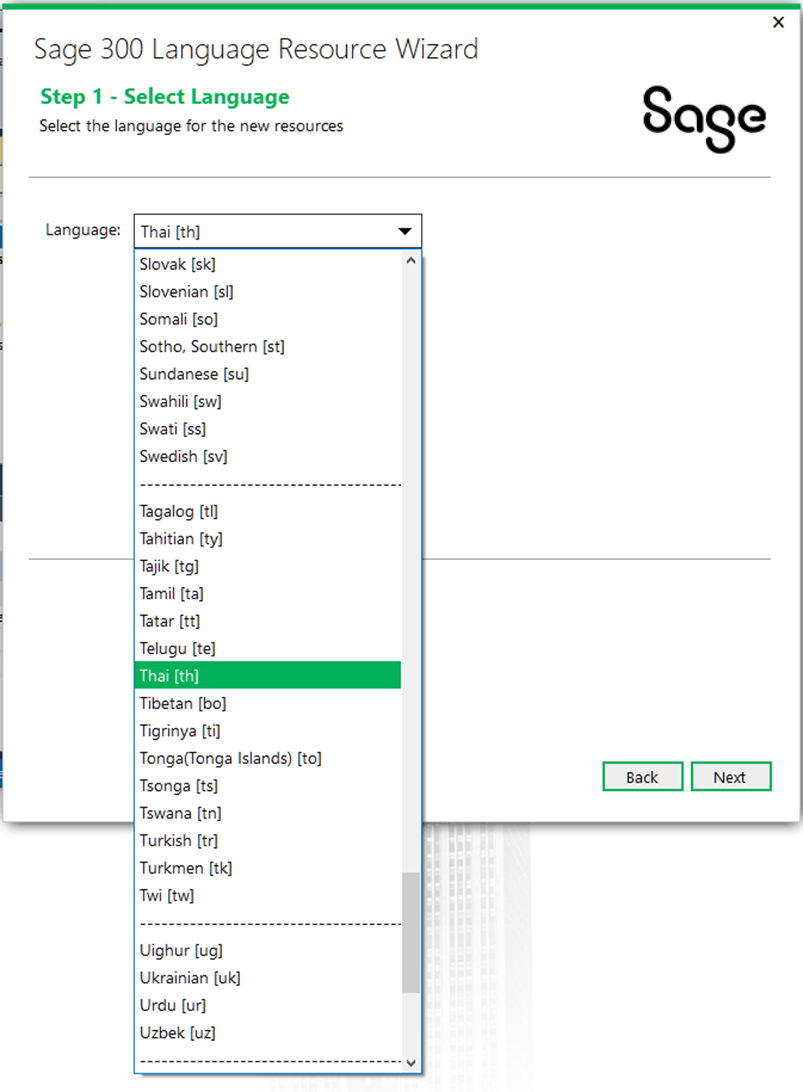 Sage 300 Language Resource Wizard
Step 1 - Select Language
Select the language for the new resources
Sage
Language:
Thai [th]
Slovak [sk]
Slovenian [sl]
Somali [so]
Sotho, Southern [st]
Sundanese [su]
Swahili [sw]
Swati [ss]
Swedish [sv]
Tagalog [tl]
Tahitian [ty]
Tajik [tg]
Tamil [ta]
Tatar [tt]
Telugu [te]
Thai [th]
Tibetan [bo]
Tigrinya [ti]
Tonga(Tonga Islands) [to]
Tsonga [ts]
Tswana [tn]
Turkish [tr]
Turkmen [tk]
Twi [tw]
Uighur [ug]
Ukrainian [uk]
Urdu [ur]
Uzbek [uz]
Back
Next